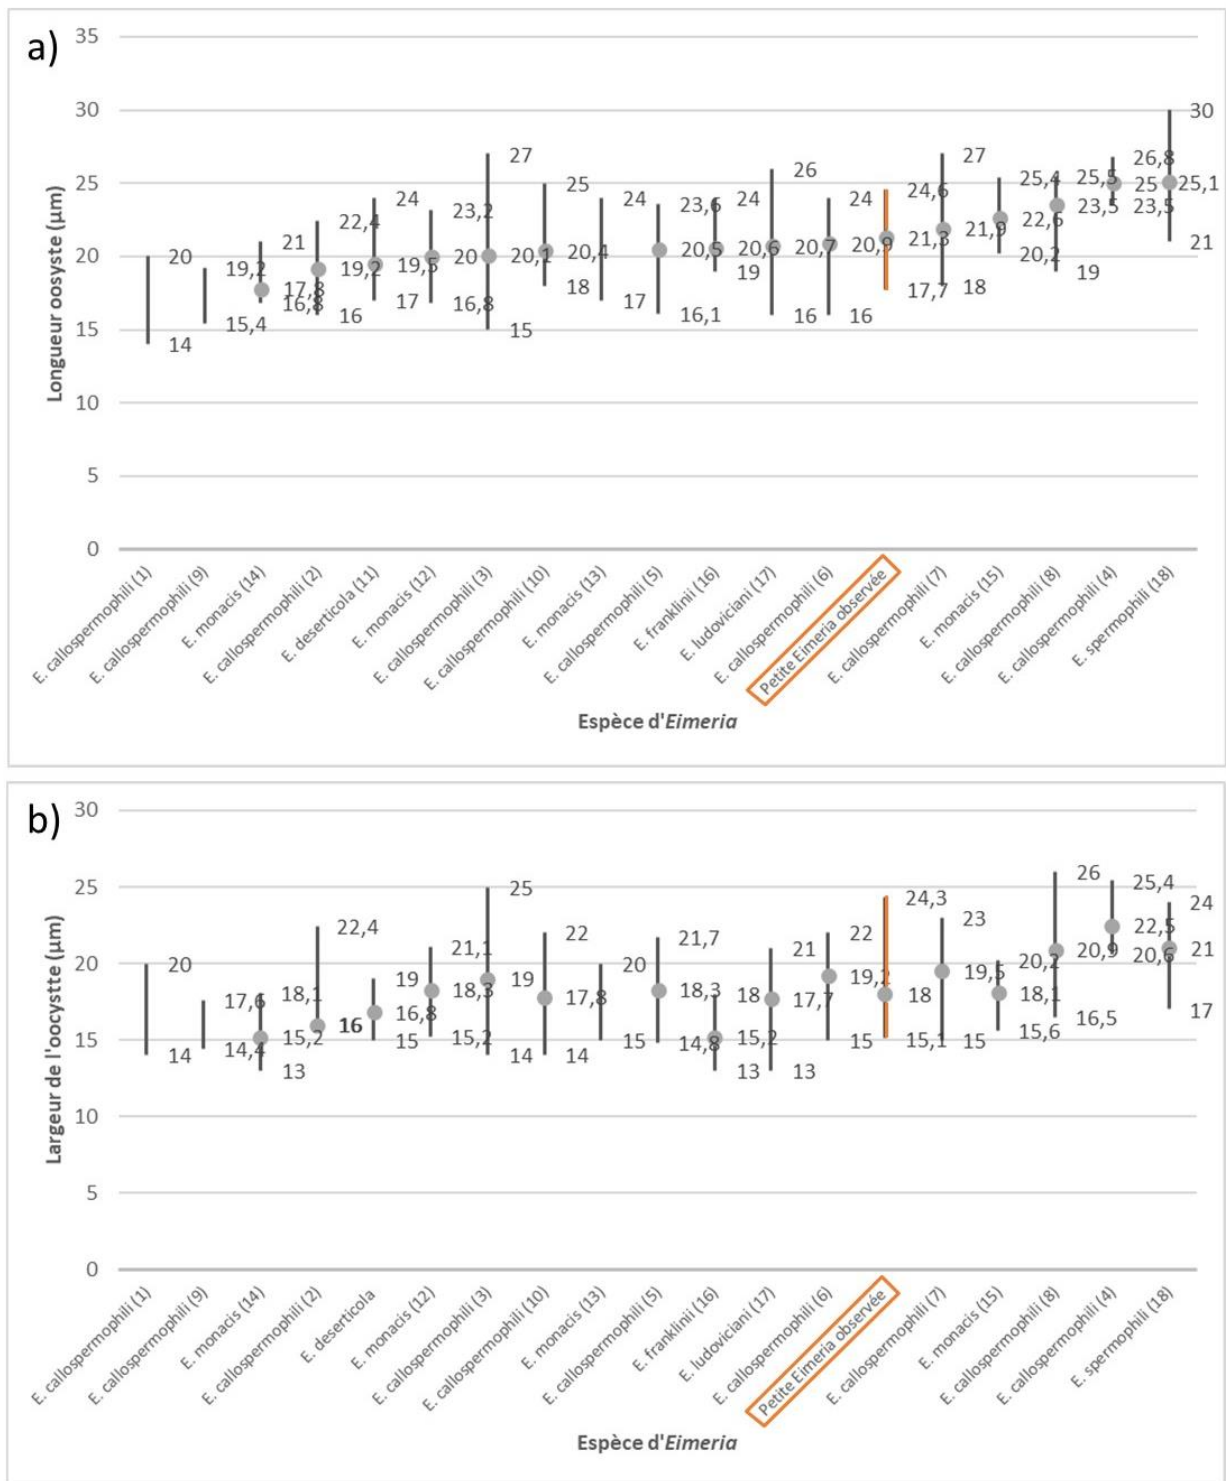 a)
35
30
25
20
15
10
5
0
Longueur oosyste (µm)
20
14
19,2
15,4
21
17,8
16,8
22,4
19,2
16
24
19,5
17
23,2
20
16,8
27
20,1
15
25
20,4
18
24
17
23,6
20,5
16,1
24
20,6
19
26
20,7
16
24
20,9
16
24,6
21,3
17,7
27
21,9
18
25,4
22,6
20,2
25,5
23,5
19
26,8
25
23,5
30
25,1
21
E. callospermophili (1)
E. callospermophili (9)
E. monacis (14)
E. callospermophili (2)
E. deserticola (11)
E. monacis (12)
E. callospermophili (3)
E. callospermophili (10)
E. monacis (13)
E. callospermophili (5)
E. franklinii (16)
E. ludoviciani (17)
E. callospermophili (6)
Petite Eimeria observée
E. callospermophili (7)
E. monacis (15)
E. callospermophili (8)
E. callospermophili (4)
E. spermophili (18)
Espèce d'Eimeria
b)
30
25
20
15
10
5
0
Largeur de l'oocystte (µm)
20
14
17,6
14,4
18,1
15,2
13
22,4
16
19
16,8
15
21,1
18,3
15,2
25
19
14
22
17,8
14
20
15
21,7
18,3
14,8
18
15,2
13
21
17,7
13
22
19,2
15
24,3
18
15,1
23
19,5
15
20,2
18,1
15,6
26
20,9
16,5
25,4
22,5
20,6
24
21
17
E. callospermophili (1)
E. callospermophili (9)
E. monacis (14)
E. callospermophili (2)
E. deserticola
E. monacis (12)
E. callospermophili (3)
E. callospermophili (10)
E. monacis (13)
E. callospermophili (5)
E. franklinii (16)
E. ludoviciani (17)
E. callospermophili (6)
Petite Eimeria observée
E. callospermophili (7)
E. monacis (15)
E. callospermophili (8)
E. callospermophili (4)
E. spermophili (18)
Espèce d'Eimeria